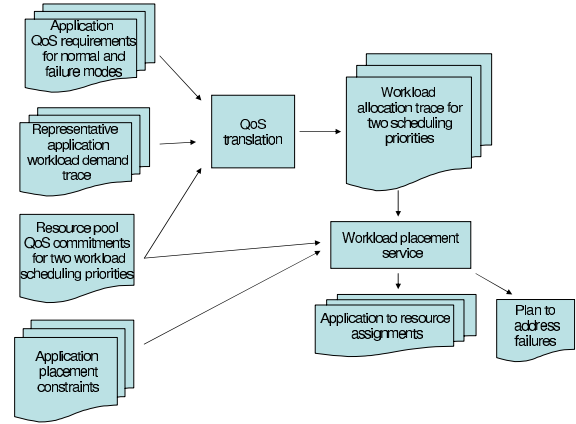 Application
QoS requirements
for normal and
failure modes
Representative
application
workload demand
trace
Resource pool
QoS commitments
for two workload
scheduling priorities
Application
placement
constraints
QoS
translation
Workload
allocation trace for
two scheduling
priorities
Workload placement
service
Application to resource
assignments
Plan to
address
failures